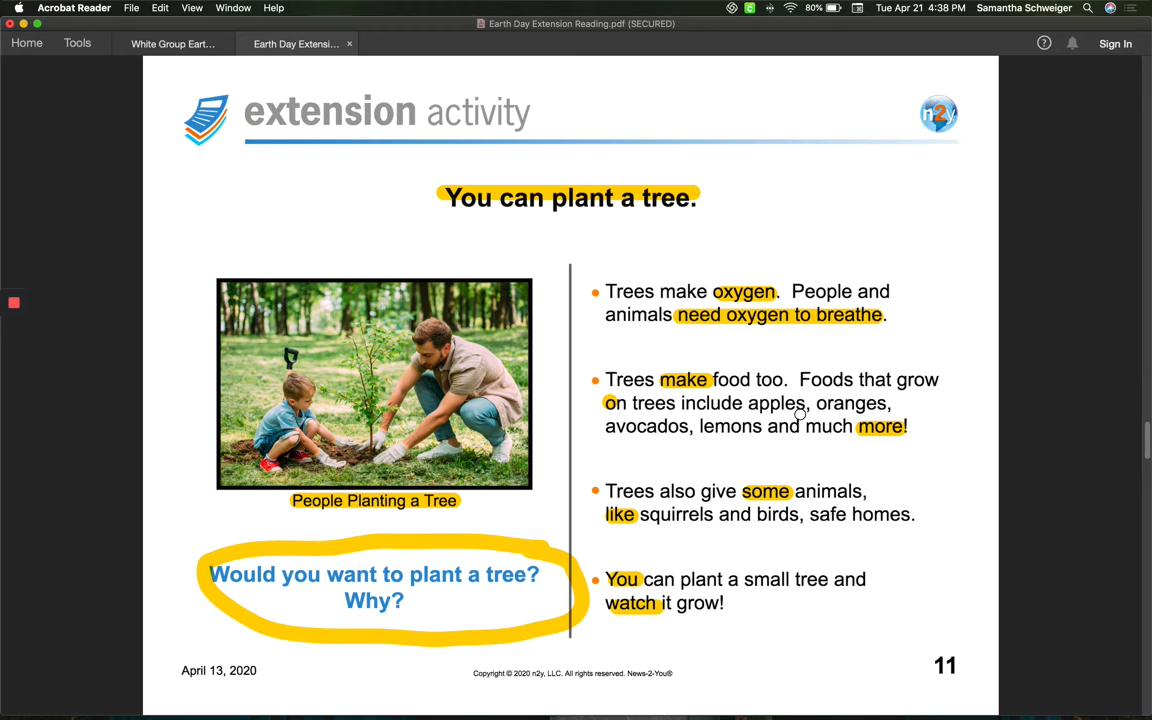 Acrobat Reader File Edit View Window Help 80% Tue Apr 21 4:38 PM Samantha Schweiger
Earth Day Extension Reading.pdf (SECURED)
Home Tools White Group Eart... Earth Day Extensi... × ? Sign In
extension activity
n2y
You can plant a tree.
• Trees make oxygen. People and
animals need oxygen to breathe.
• Trees make food too. Foods that grow
on trees include apples, oranges,
avocados, lemons and much more!
• Trees also give some animals,
like squirrels and birds, safe homes.
• You can plant a small tree and
watch it grow!
People Planting a Tree
Would you want to plant a tree?
Why?
April 13, 2020
Copyright © 2020 n2y, LLC. All rights reserved. News-2-You®
11